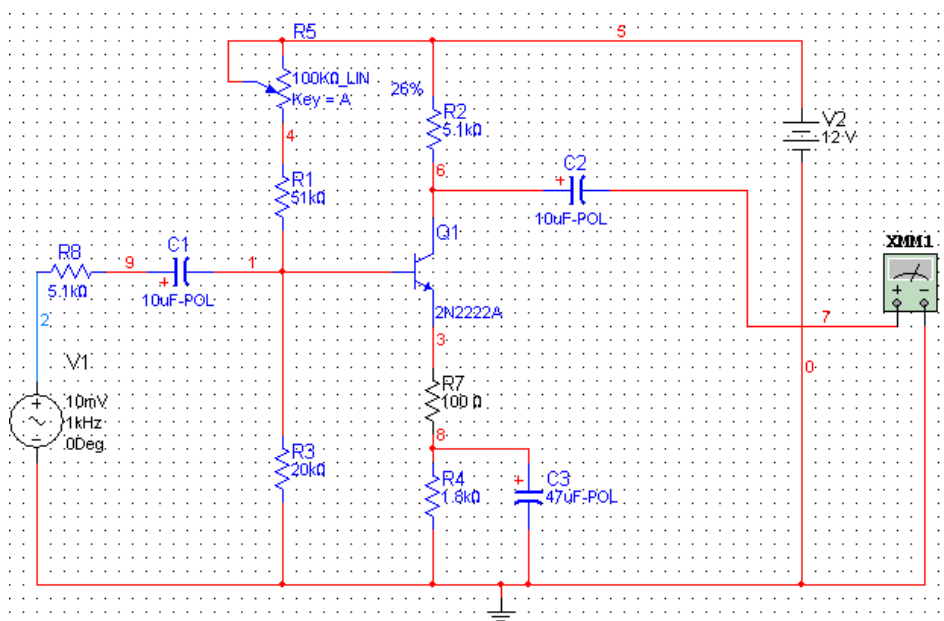 R5
5
100KΩ_LIN
Key = A
26%
R2
5.1kΩ
V2
12 V
4
6
C2
+
10uF-POL
R1
51kΩ
Q1
XMM1
+ −
R8
5.1kΩ
9
C1
+
10uF-POL
1
2N2222A
7
2
3
0
V1
10mV
1kHz
0Deg
R7
100 Ω
8
R3
20kΩ
R4
1.8kΩ
+
C3
47uF-POL